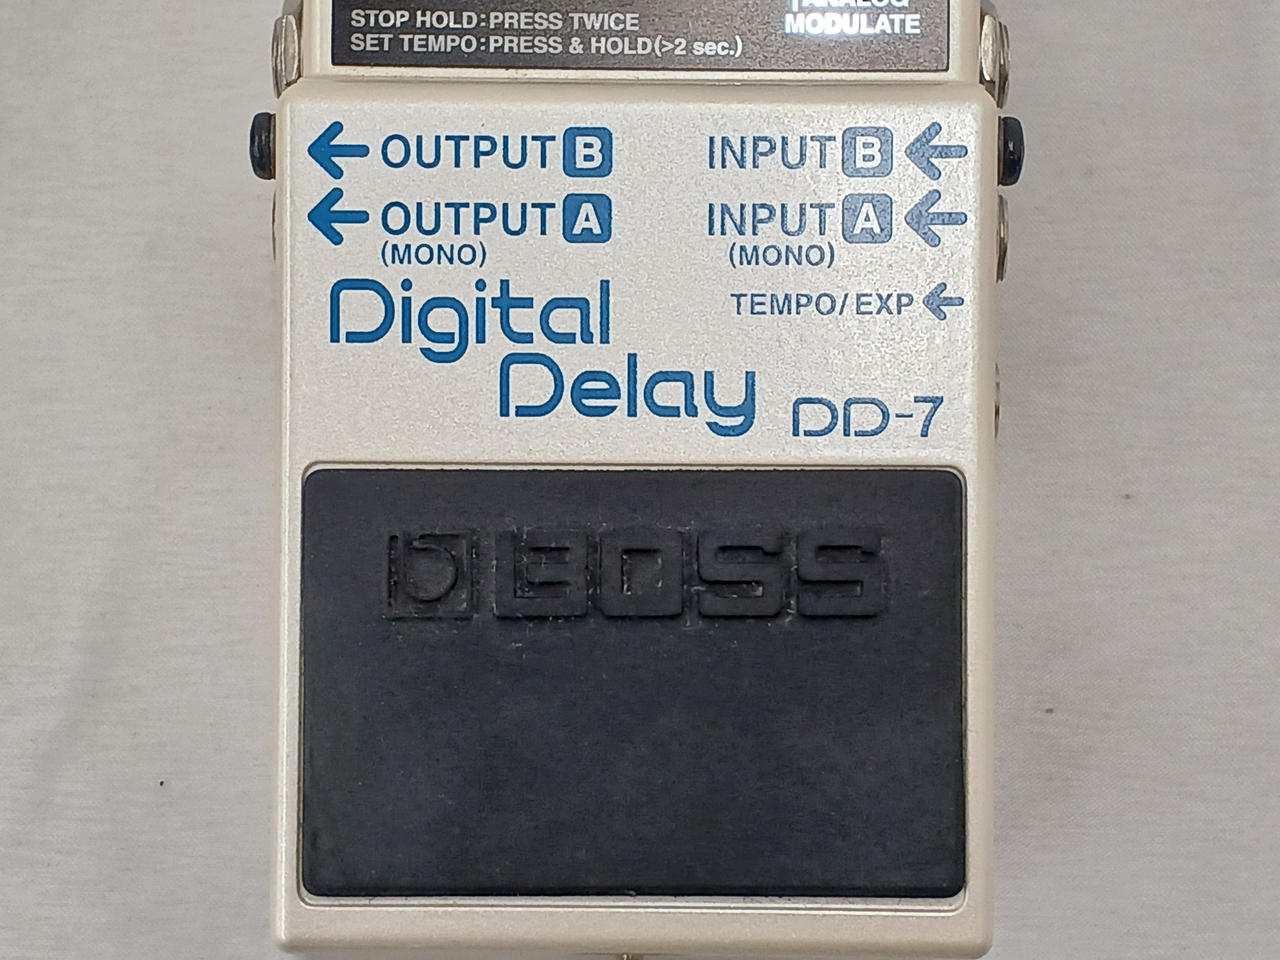 STOP HOLD:PRESS TWICE
SET TEMPO:PRESS & HOLD(>2 sec.)
ANALOG
MODULATE
OUTPUT B
INPUT B
OUTPUT A
(MONO)
INPUT A
(MONO)
TEMPO/EXP
Digital
Delay DD-7
BOSS